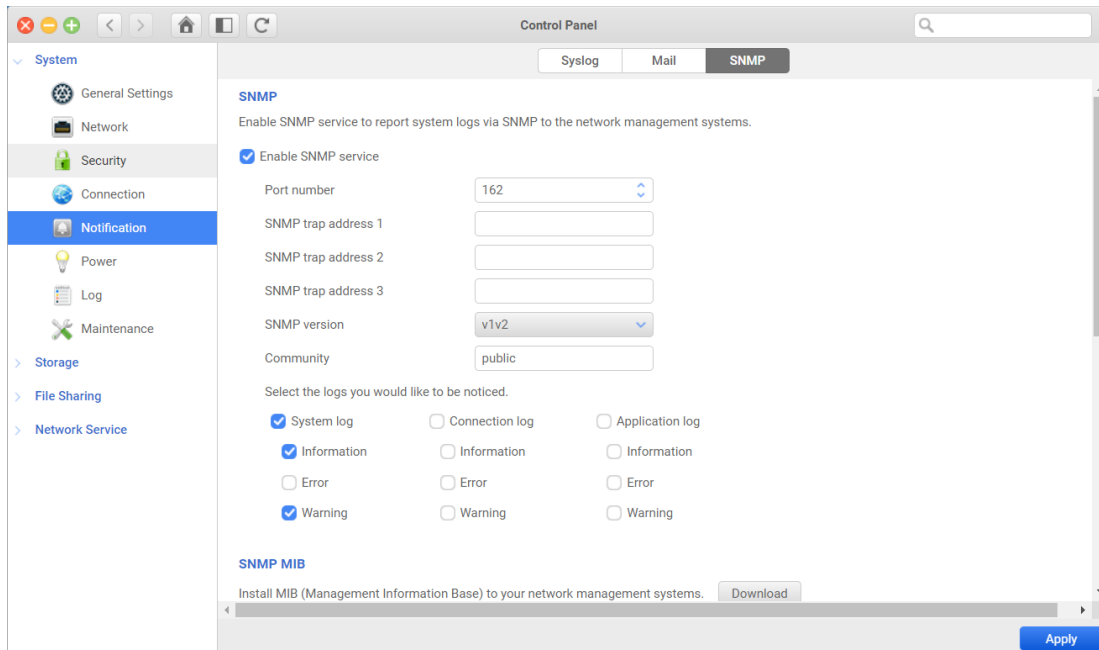 Control Panel
System
General Settings
Network
Security
Connection
Notification
Power
Log
Maintenance
Storage
File Sharing
Network Service
Syslog Mail SNMP
SNMP
Enable SNMP service to report system logs via SNMP to the network management systems.
Enable SNMP service
Port number 162
SNMP trap address 1
SNMP trap address 2
SNMP trap address 3
SNMP version v1v2
Community public
Select the logs you would like to be noticed.
System log Connection log Application log
Information Information Information
Error Error Error
Warning Warning Warning
SNMP MIB
Install MIB (Management Information Base) to your network management systems. Download
Apply